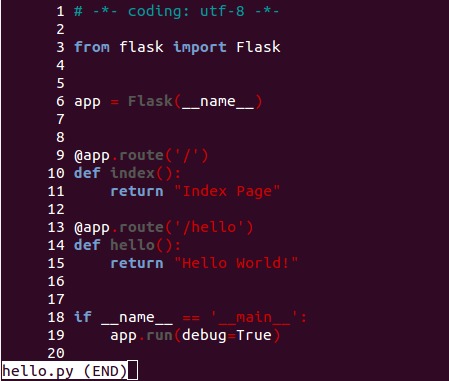 1 # -*- coding: utf-8 -*-
2
3 from flask import Flask
4
5
6 app = Flask(__name__)
7
8
9 @app.route('/')
10 def index():
11     return "Index Page"
12
13 @app.route('/hello')
14 def hello():
15     return "Hello World!"
16
17
18 if __name__ == '__main__':
19     app.run(debug=True)
20
hello.py (END)